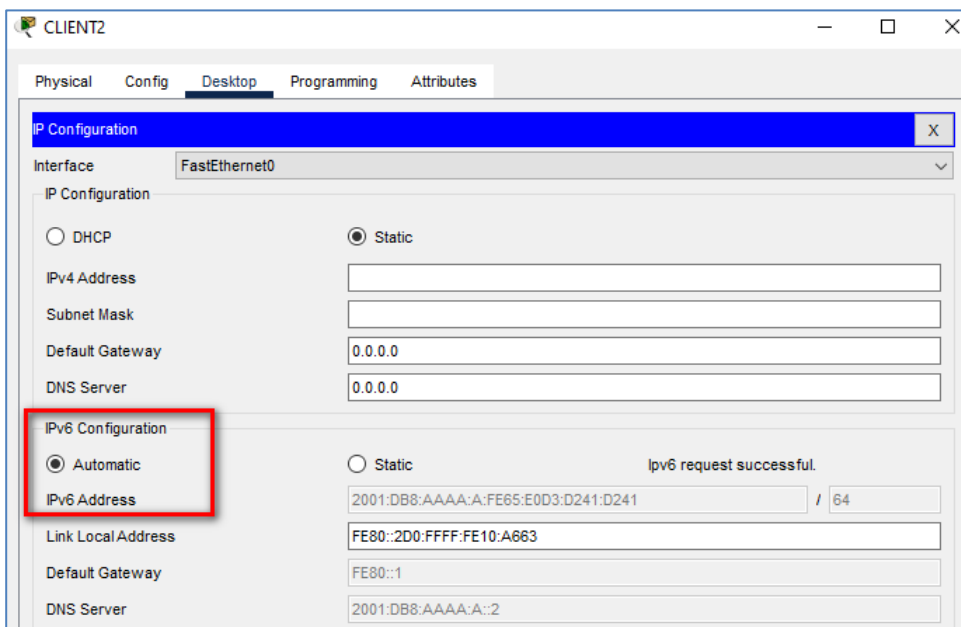 CLIENT2
Physical Config Desktop Programming Attributes
IP Configuration X
Interface FastEthernet0
IP Configuration
DHCP Static
IPv4 Address
Subnet Mask
Default Gateway 0.0.0.0
DNS Server 0.0.0.0
IPv6 Configuration
Automatic Static Ipv6 request successful.
IPv6 Address 2001:DB8:AAAA:A:FE65:E0D3:D241:D241 / 64
Link Local Address FE80::2D0:FFFF:FE10:A663
Default Gateway FE80::1
DNS Server 2001:DB8:AAAA:A::2